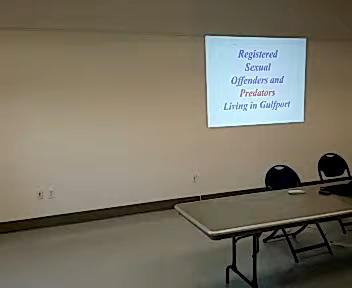 Registered
Sexual
Offenders and
Predators
Living in Gulfport